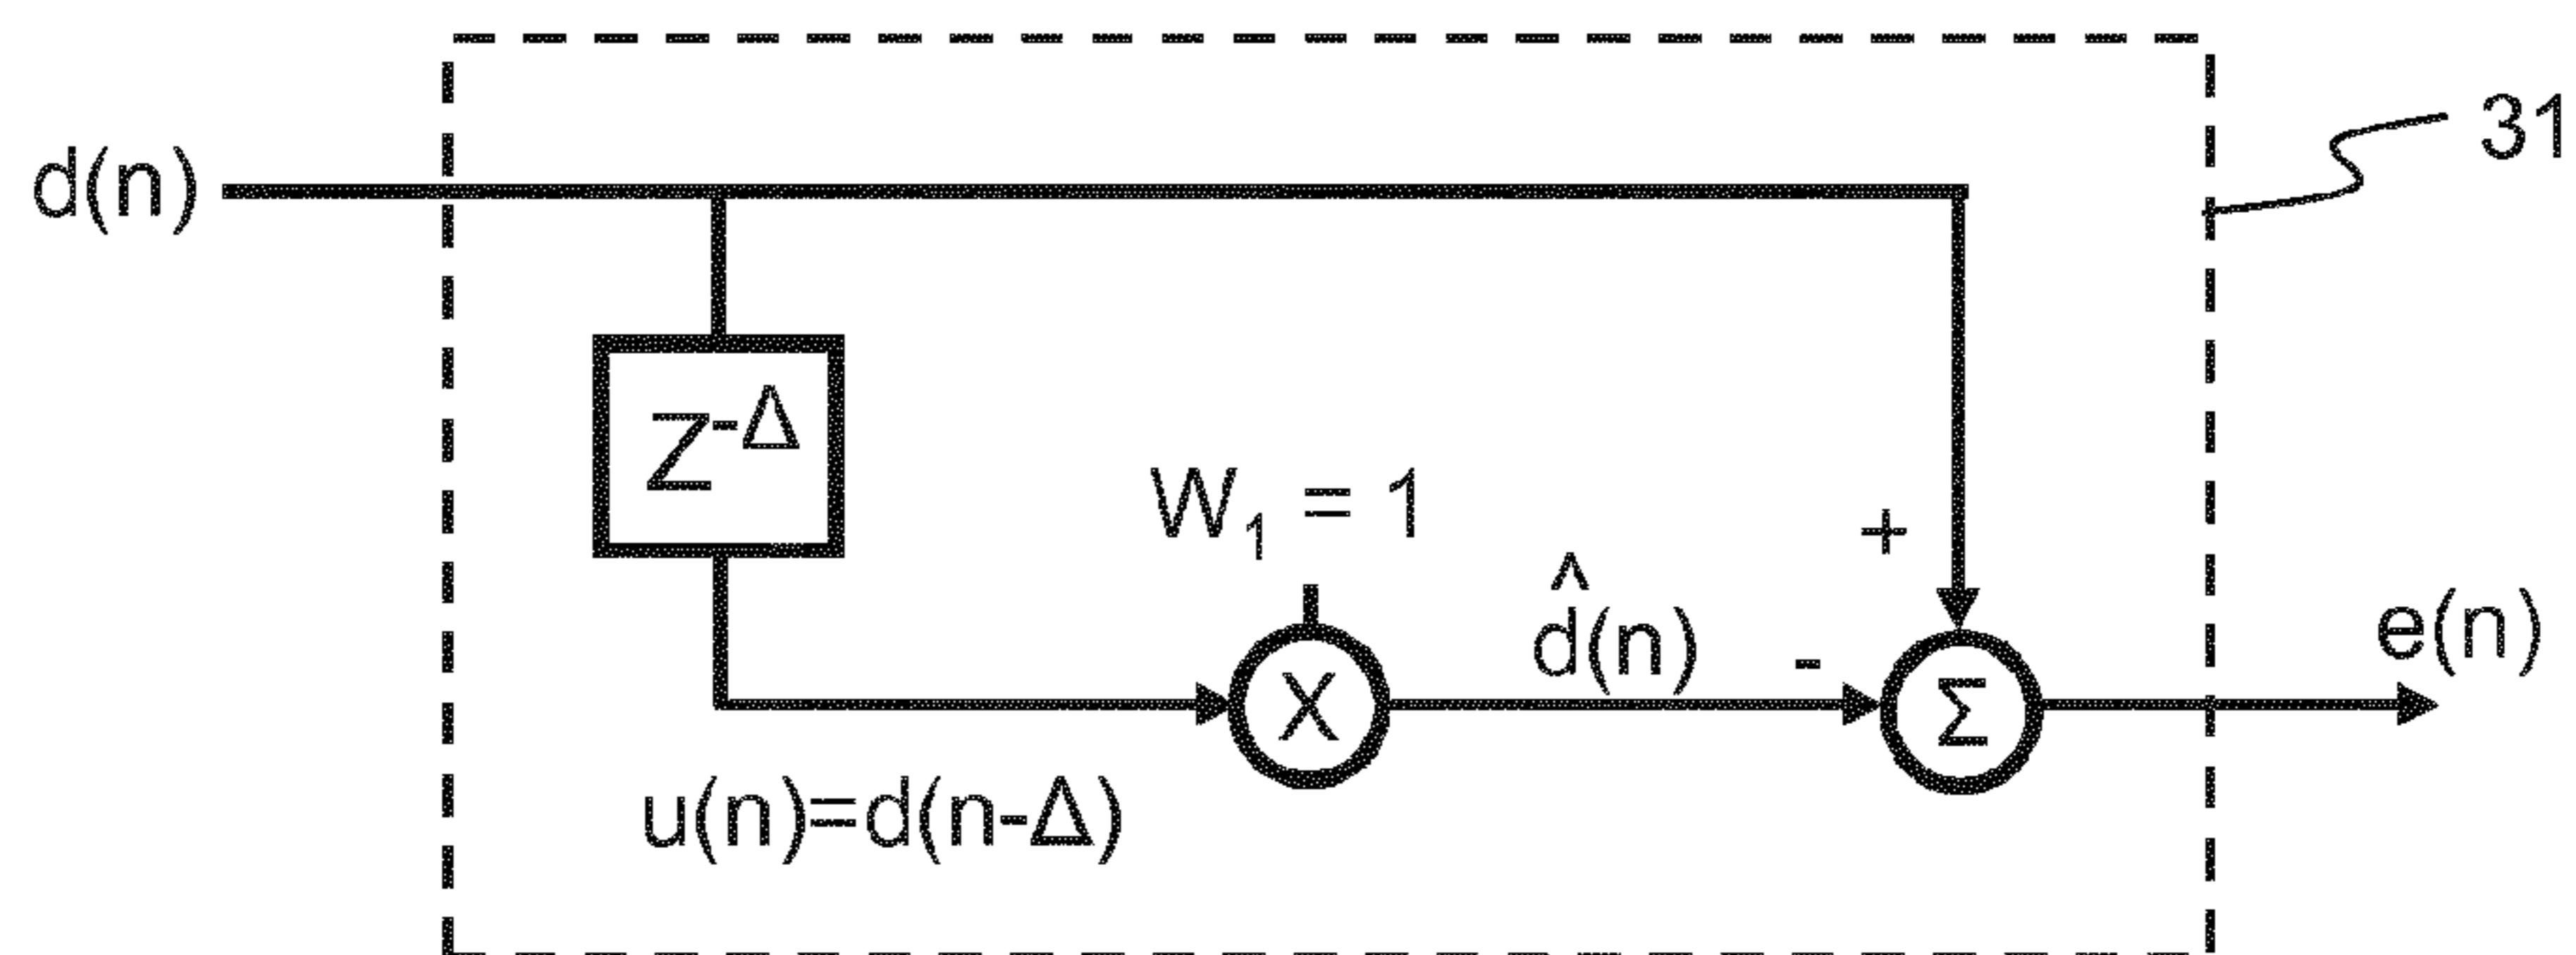 31
d(n)
Z^-Δ
W₁ = 1
+
d̂(n)
-
e(n)
X
Σ
u(n)=d(n-Δ)